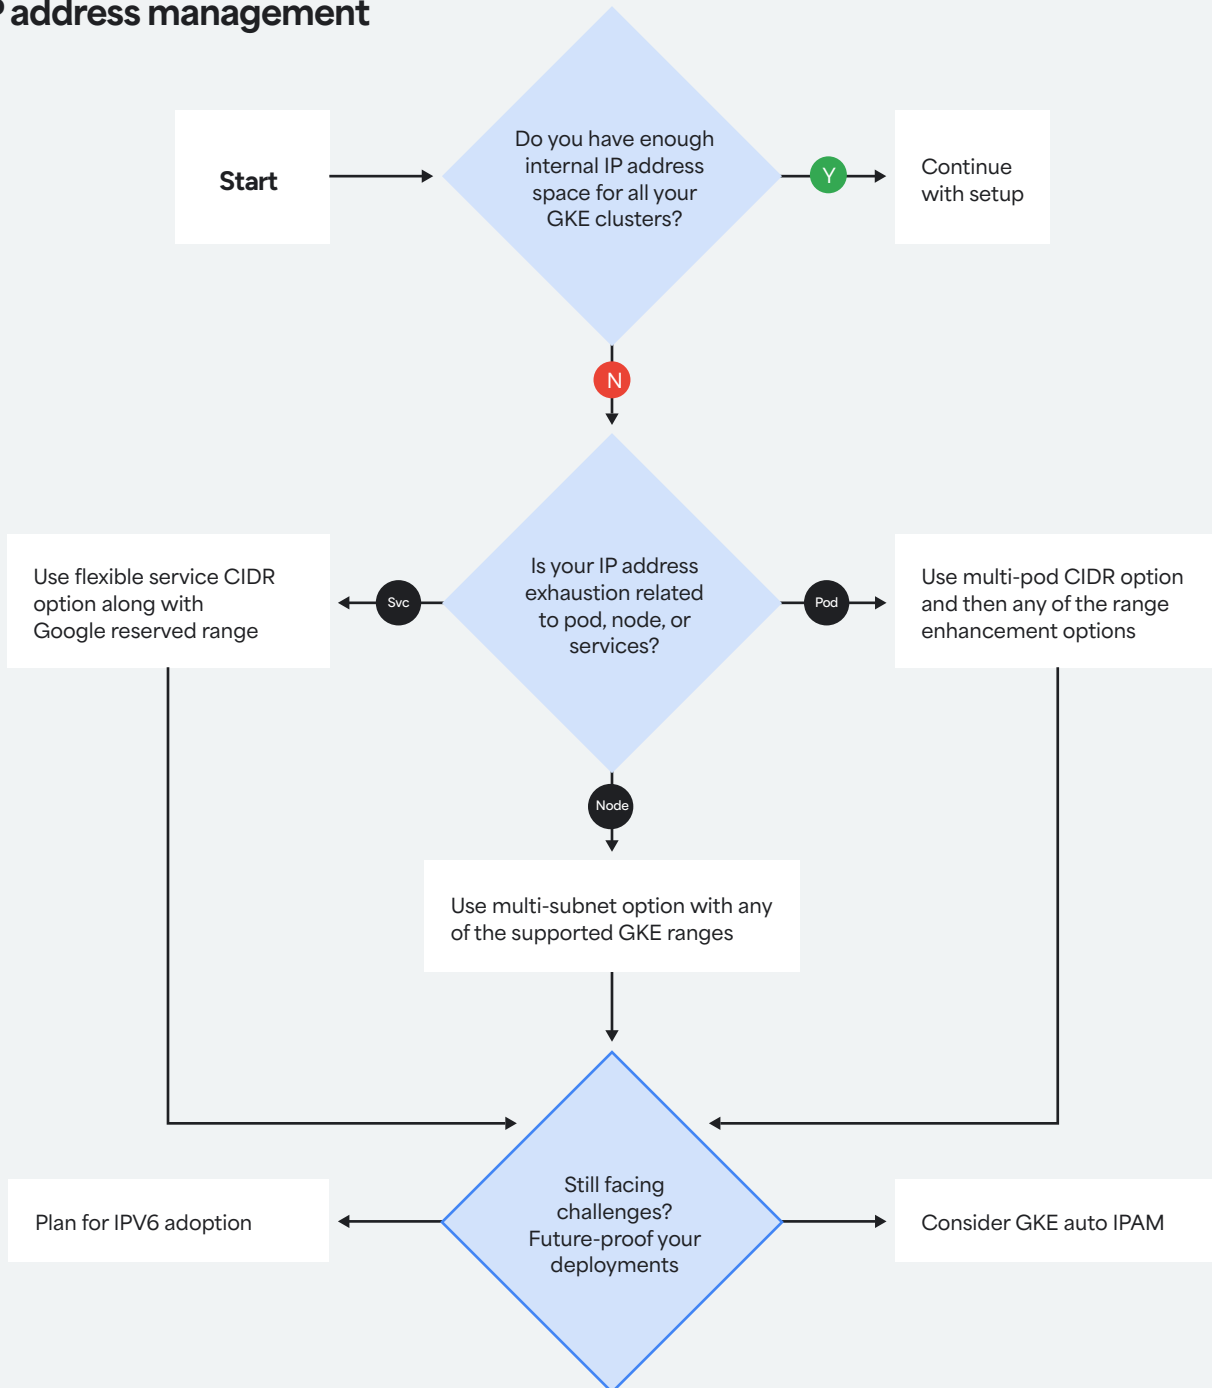 P address management
Start
Do you have enough
internal IP address
space for all your
GKE clusters?
Y
Continue
with setup
N
Use flexible service CIDR
option along with
Google reserved range
Svc
Is your IP address
exhaustion related
to pod, node, or
services?
Pod
Use multi-pod CIDR option
and then any of the range
enhancement options
Node
Use multi-subnet option with any
of the supported GKE ranges
Plan for IPV6 adoption
Still facing
challenges?
Future-proof your
deployments
Consider GKE auto IPAM